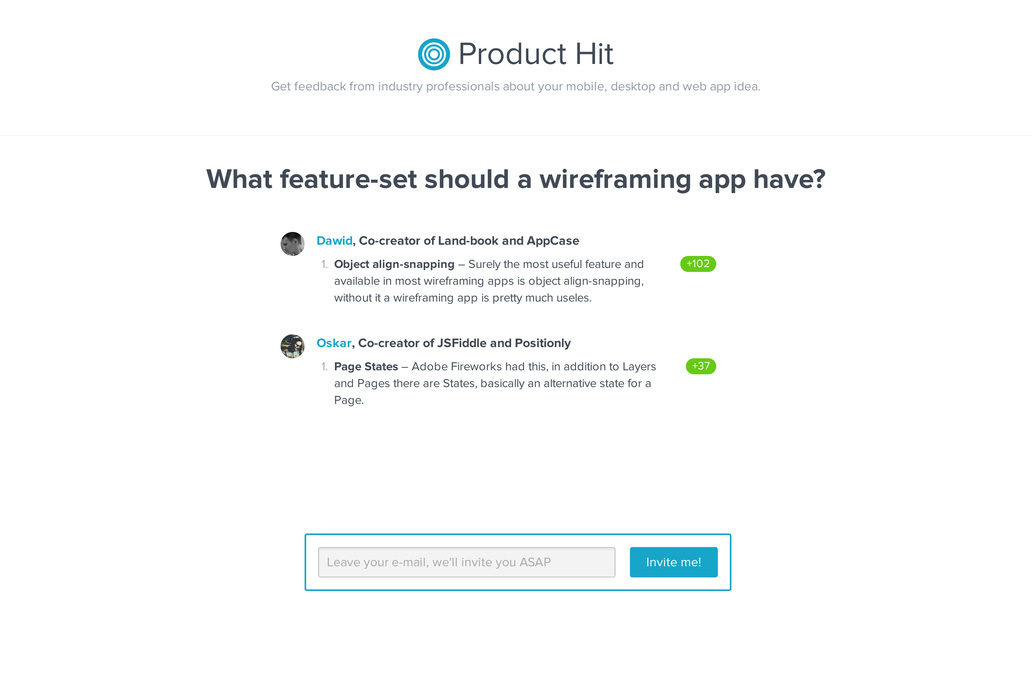 Product Hit
Get feedback from industry professionals about your mobile, desktop and web app idea.
What feature-set should a wireframing app have?
Dawid, Co-creator of Land-book and AppCase
1. Object align-snapping – Surely the most useful feature and +102
available in most wireframing apps is object align-snapping,
without it a wireframing app is pretty much useles.
Oskar, Co-creator of JSFiddle and Positionly
1. Page States – Adobe Fireworks had this, in addition to Layers +37
and Pages there are States, basically an alternative state for a
Page.
Leave your e-mail, we'll invite you ASAP Invite me!